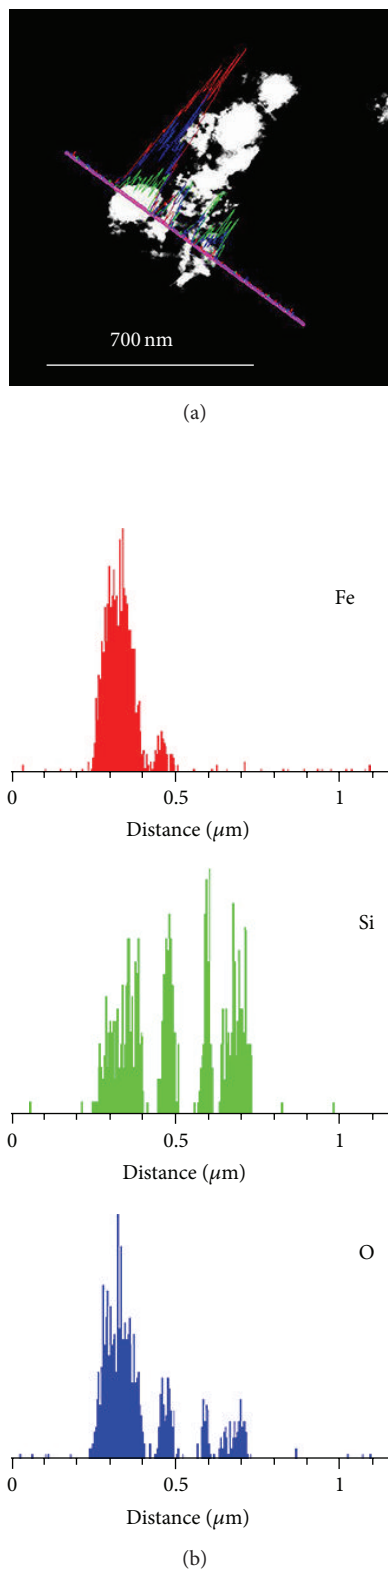 700 nm
(a)
Fe
0 0.5 1
Distance (μm)
Si
0 0.5 1
Distance (μm)
O
0 0.5 1
Distance (μm)
(b)